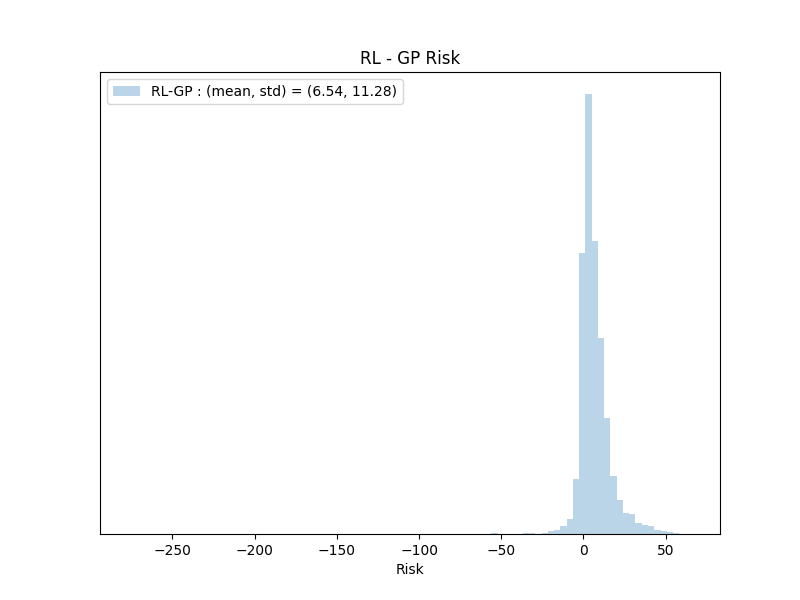 RL - GP Risk
RL-GP : (mean, std) = (6.54, 11.28)
−250 −200 −150 −100 −50 0 50
Risk